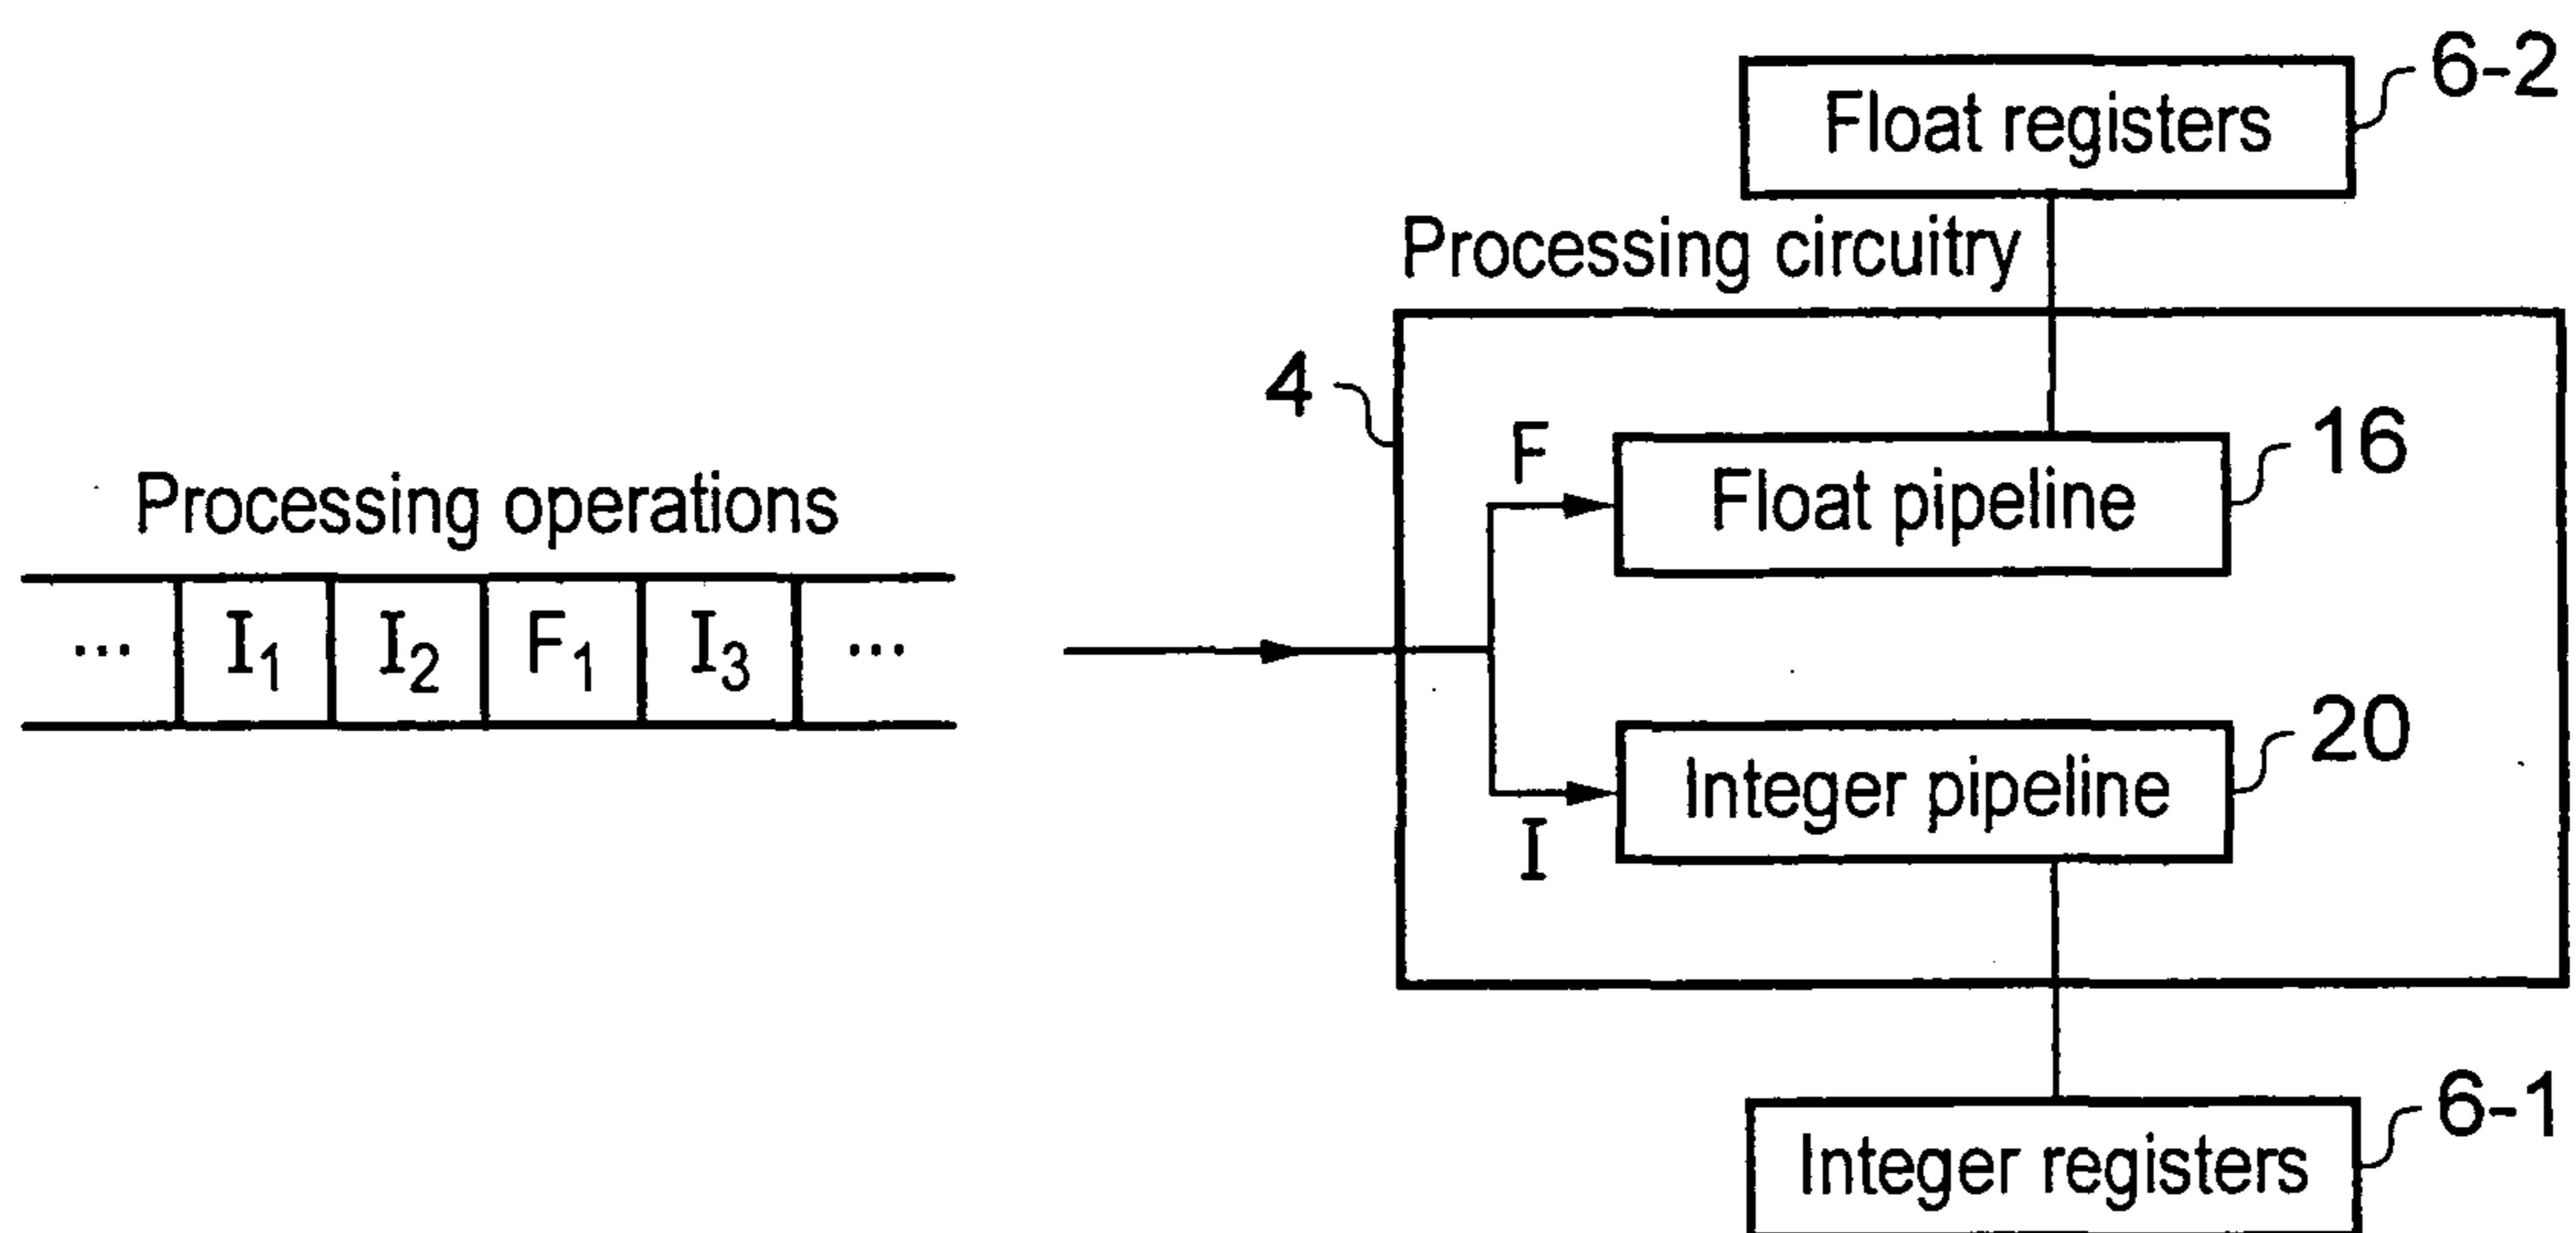 6-2
Float registers
Processing circuitry
4
F
16
Float pipeline
Processing operations
... I₁ I₂ F₁ I₃ ...
20
Integer pipeline
I
6-1
Integer registers